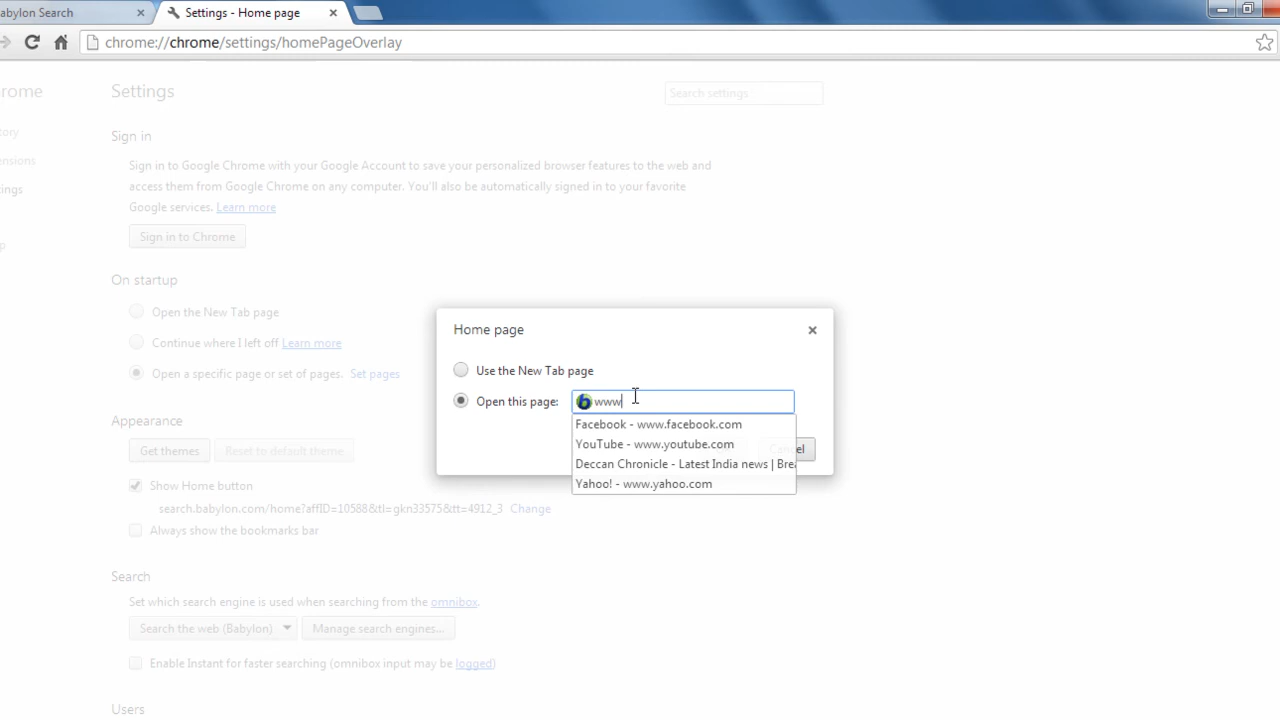 abylon Search
Settings - Home page
chrome://chrome/settings/homePageOverlay
rome
tory
ensions
ings
p
Settings
Search settings
Sign in
Sign in to Google Chrome with your Google Account to save your personalized browser features to the web and
access them from Google Chrome on any computer. You'll also be automatically signed in to your favorite
Google services. Learn more
Sign in to Chrome
On startup
Open the New Tab page
Continue where I left off Learn more
Open a specific page or set of pages. Set pages
Appearance
Get themes Reset to default theme
Show Home button
search.babylon.com/home?affID=10588&tl=gkn33575&tt=4912_3 Change
Always show the bookmarks bar
Search
Set which search engine is used when searching from the omnibox.
Search the web (Babylon) Manage search engines...
Enable Instant for faster searching (omnibox input may be logged)
Users
Home page
Use the New Tab page
Open this page: www
Facebook - www.facebook.com
YouTube - www.youtube.com
Deccan Chronicle - Latest India news | Brea
Yahoo! - www.yahoo.com
Cancel